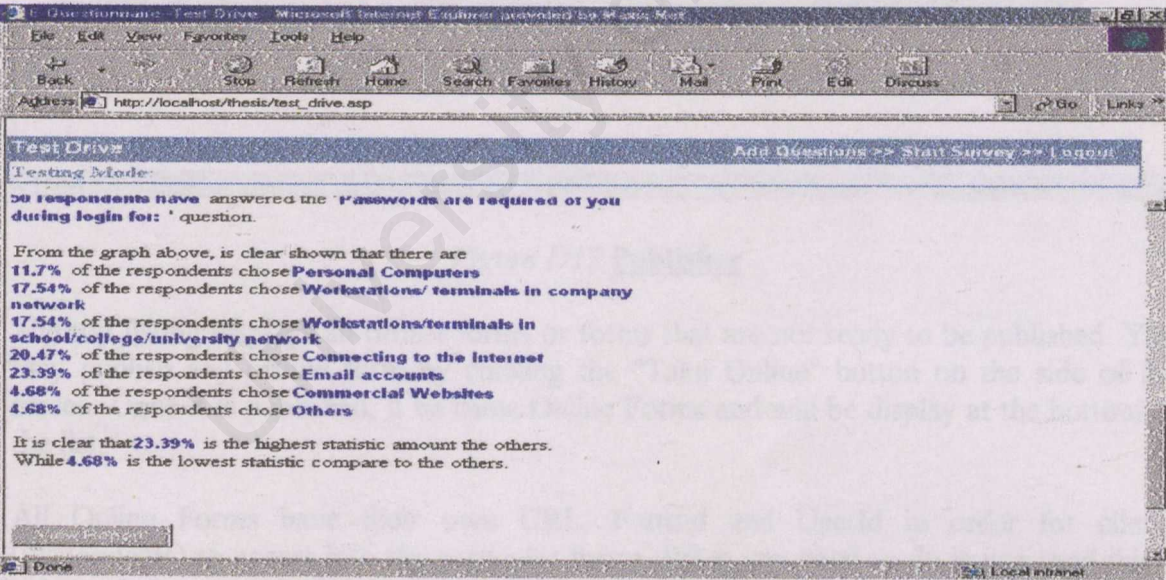 Questionnaire: Test Drive - Microsoft Internet Explorer provided by
File Edit View Favorites Tools Help
Back Stop Refresh Home Search Favorites History Mail Print Edit Discuss
Address http://localhost/thesis/test_drive.asp Go Links
Test Drive Add Questions >> Start Survey >> Logout
Testing Mode:
50 respondents have answered the 'Passwords are required of you
during login for: ' question.
From the graph above, is clear shown that there are
11.7% of the respondents chose Personal Computers
17.54% of the respondents chose Workstations/ terminals in company
network
17.54% of the respondents chose Workstations/terminals in
school/college/university network
20.47% of the respondents chose Connecting to the Internet
23.39% of the respondents chose Email accounts
4.68% of the respondents chose Commercial Websites
4.68% of the respondents chose Others
It is clear that 23.39% is the highest statistic amount the others.
While 4.68% is the lowest statistic compare to the others.
Done Local intranet